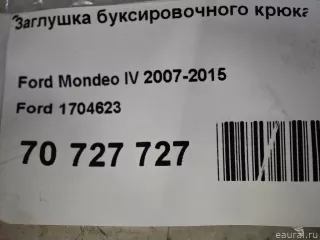 Заглушка буксировочного крюка
Ford Mondeo IV 2007-2015
Ford 1704623
70 727 727
eaural.ru